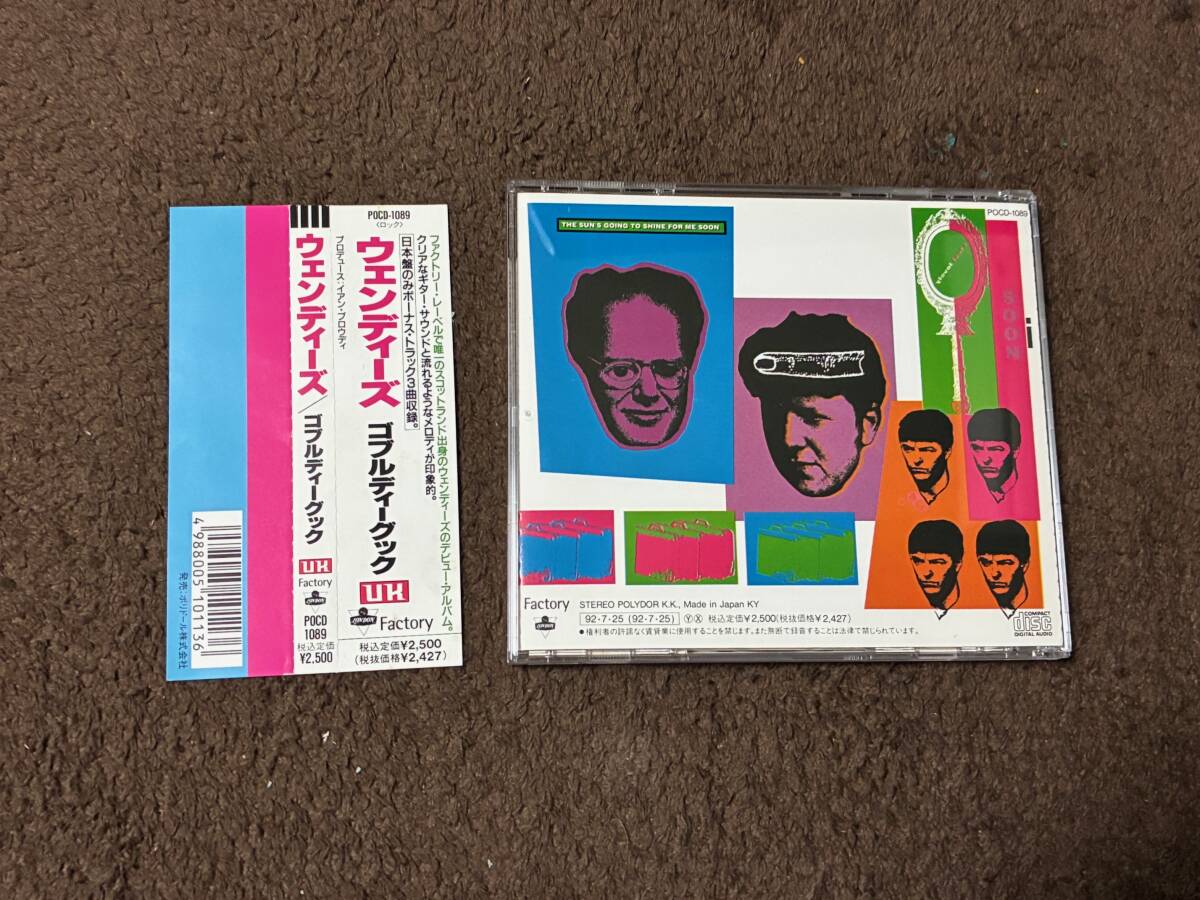 POCD-1089
〈ロック〉
ファクトリー・レーベルで唯一のスコットランド出身のウェンディーズのデビュー・アルバム。
クリアなギター・サウンドと流れるようなメロディが印象的。
日本盤のみボーナス・トラック3曲収録。
ウェンディーズ
ゴブルディーグック
UK
LONDON
Factory
税込定価¥2,500
(税抜価格¥2,427)
プロデュース：イアン・ブロウディ
ウェンディーズ/ゴブルディーグック
UK
Factory
LONDON
POCD
1089
税込定価
¥2,500
4988005101136
発売：ポリドール株式会社
THE SUN'S GOING TO SHINE FOR ME SOON
POCD-1089
SOON
i
Factory
STEREO POLYDOR K.K., Made in Japan KY
92・7・25 (92・7・25) Ⓨ Ⓧ 税込定価¥2,500(税抜価格¥2,427)
●権利者の許諾なく賃貸業に使用することを禁じます。また無断で録音することは法律で禁じられています。
COMPACT
disc
DIGITAL AUDIO